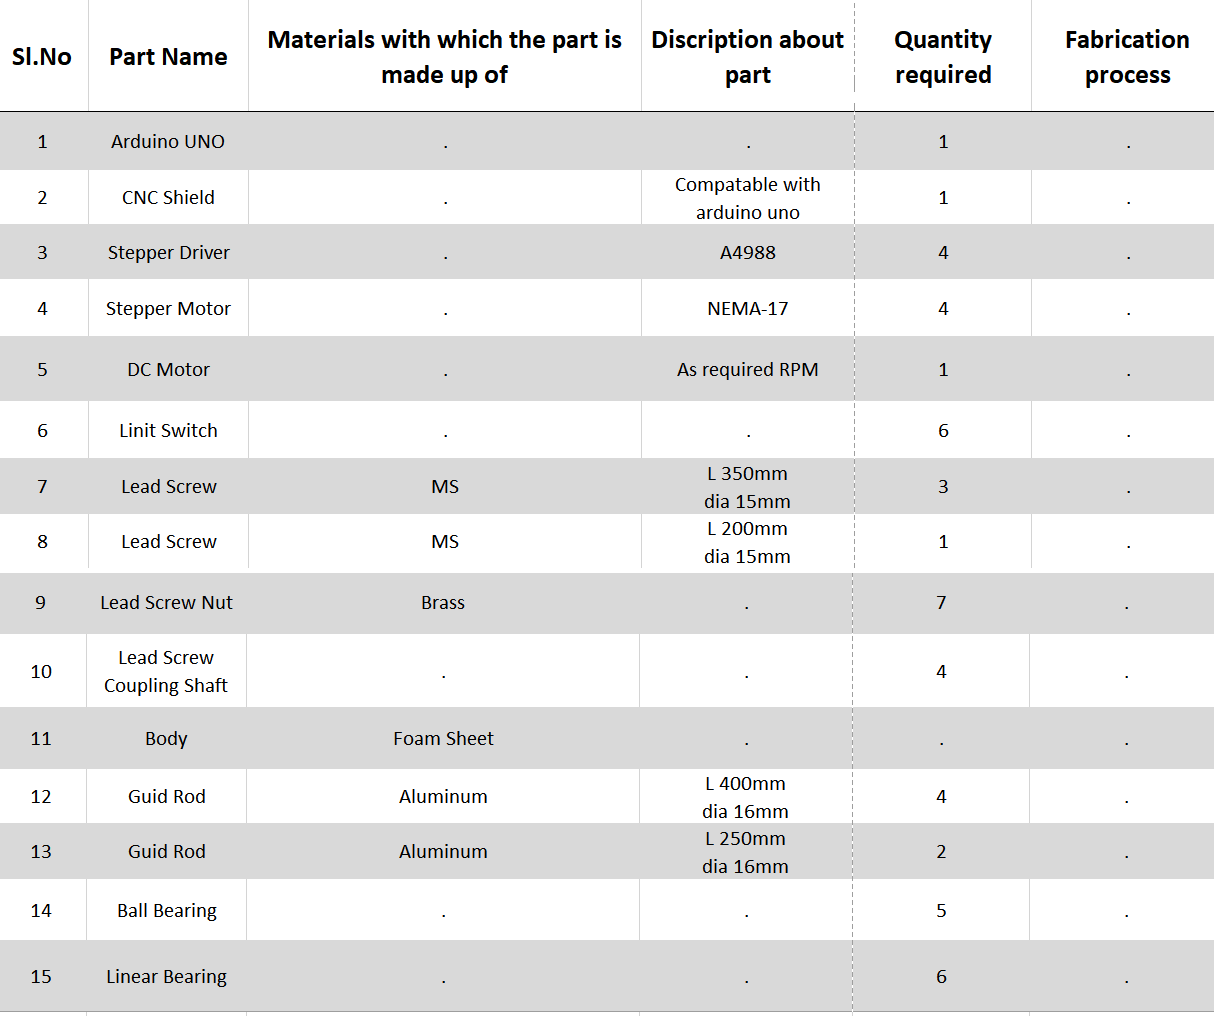 Sl.No Part Name Materials with which the part is made up of Discription about part Quantity required Fabrication process
1 Arduino UNO . . 1 .
2 CNC Shield . Compatable with arduino uno 1 .
3 Stepper Driver . A4988 4 .
4 Stepper Motor . NEMA-17 4 .
5 DC Motor . As required RPM 1 .
6 Linit Switch . . 6 .
7 Lead Screw MS L 350mm dia 15mm 3 .
8 Lead Screw MS L 200mm dia 15mm 1 .
9 Lead Screw Nut Brass . 7 .
10 Lead Screw Coupling Shaft . . 4 .
11 Body Foam Sheet . . .
12 Guid Rod Aluminum L 400mm dia 16mm 4 .
13 Guid Rod Aluminum L 250mm dia 16mm 2 .
14 Ball Bearing . . 5 .
15 Linear Bearing . . 6 .